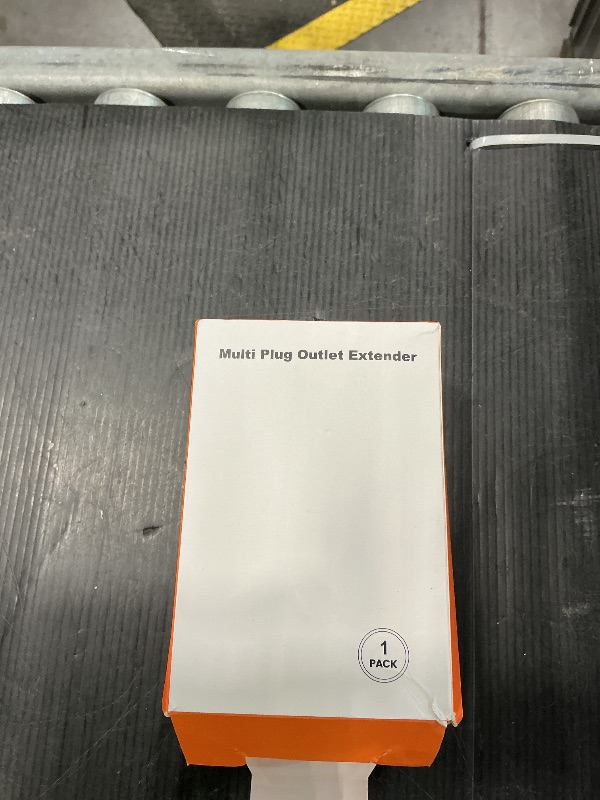 Multi Plug Outlet Extender
1
PACK